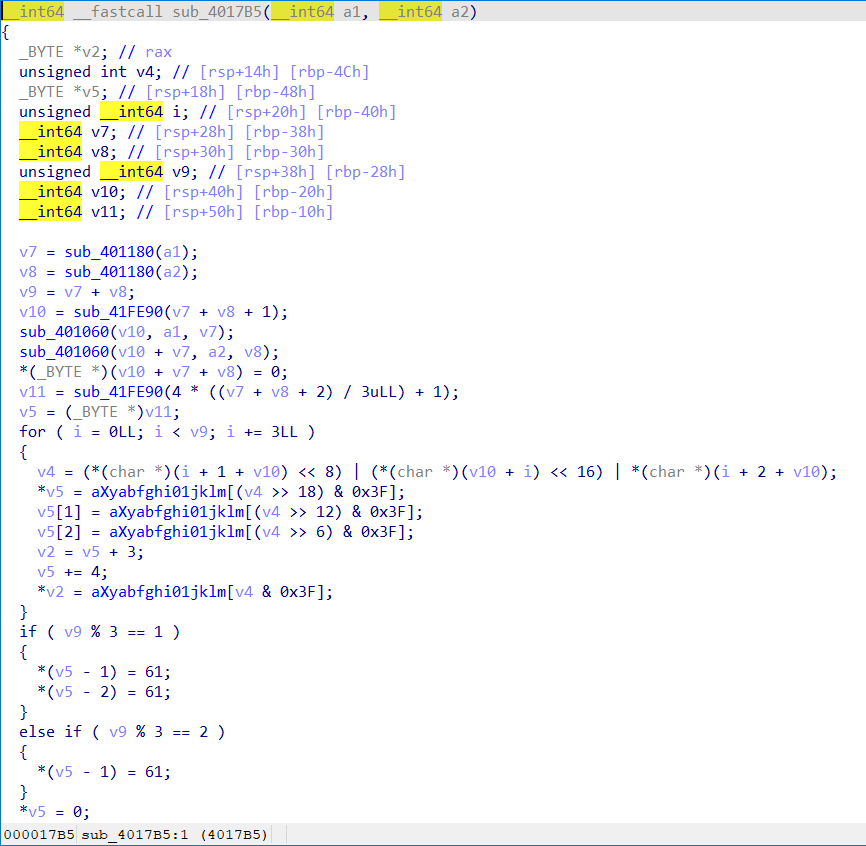 __int64 __fastcall sub_4017B5(__int64 a1, __int64 a2)
{
  _BYTE *v2; // rax
  unsigned int v4; // [rsp+14h] [rbp-4Ch]
  _BYTE *v5; // [rsp+18h] [rbp-48h]
  unsigned __int64 i; // [rsp+20h] [rbp-40h]
  __int64 v7; // [rsp+28h] [rbp-38h]
  __int64 v8; // [rsp+30h] [rbp-30h]
  unsigned __int64 v9; // [rsp+38h] [rbp-28h]
  __int64 v10; // [rsp+40h] [rbp-20h]
  __int64 v11; // [rsp+50h] [rbp-10h]

  v7 = sub_401180(a1);
  v8 = sub_401180(a2);
  v9 = v7 + v8;
  v10 = sub_41FE90(v7 + v8 + 1);
  sub_401060(v10, a1, v7);
  sub_401060(v10 + v7, a2, v8);
  *(_BYTE *)(v10 + v7 + v8) = 0;
  v11 = sub_41FE90(4 * ((v7 + v8 + 2) / 3uLL) + 1);
  v5 = (_BYTE *)v11;
  for ( i = 0LL; i < v9; i += 3LL )
  {
    v4 = (*(char *)(i + 1 + v10) << 8) | (*(char *)(v10 + i) << 16) | *(char *)(i + 2 + v10);
    *v5 = aXyabfghi01jklm[(v4 >> 18) & 0x3F];
    v5[1] = aXyabfghi01jklm[(v4 >> 12) & 0x3F];
    v5[2] = aXyabfghi01jklm[(v4 >> 6) & 0x3F];
    v2 = v5 + 3;
    v5 += 4;
    *v2 = aXyabfghi01jklm[v4 & 0x3F];
  }
  if ( v9 % 3 == 1 )
  {
    *(v5 - 1) = 61;
    *(v5 - 2) = 61;
  }
  else if ( v9 % 3 == 2 )
  {
    *(v5 - 1) = 61;
  }
  *v5 = 0;
000017B5 sub_4017B5:1 (4017B5)